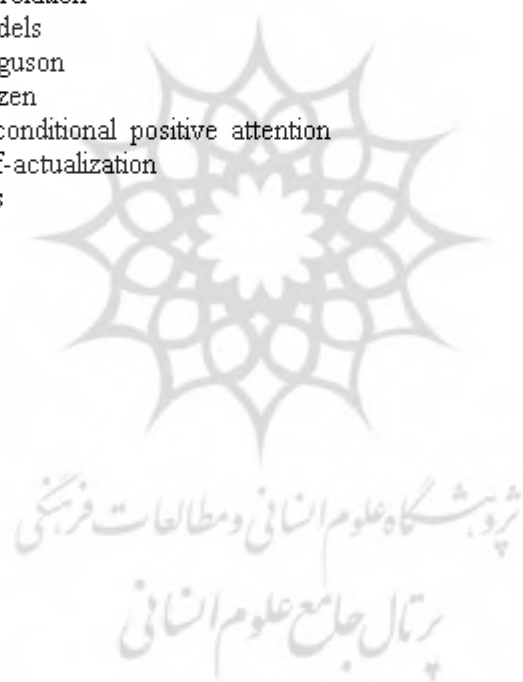 dels
guson
zen
conditional positive attention
f-actualization
s
پژوهشگاه علوم انسانی و مطالعات فرهنگی
پرتال جامع علوم انسانی